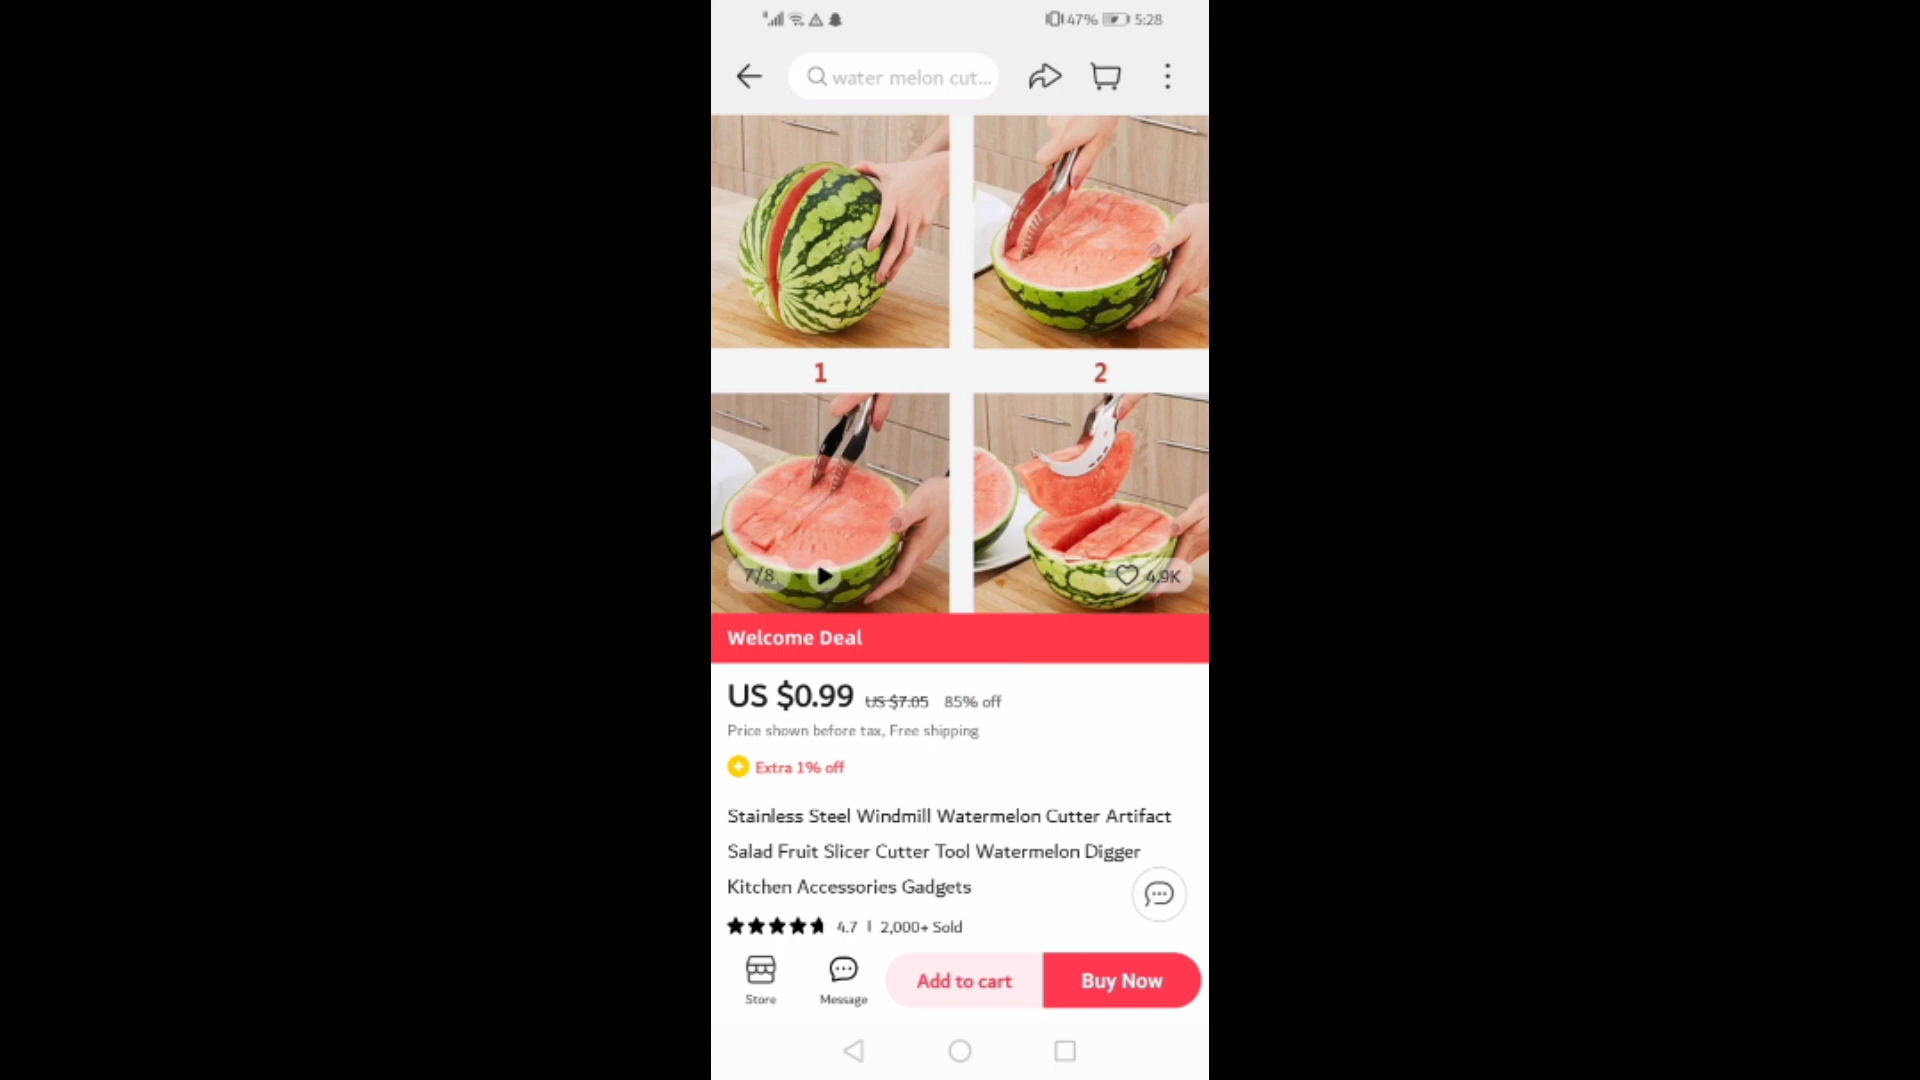 47% 5:28
water melon cut...
1 2
7/8 4.9K
Welcome Deal
US $0.99 US $7.05 85% off
Price shown before tax, Free shipping
Extra 1% off
Stainless Steel Windmill Watermelon Cutter Artifact
Salad Fruit Slicer Cutter Tool Watermelon Digger
Kitchen Accessories Gadgets
4.7 | 2,000+ Sold
Store Message Add to cart Buy Now